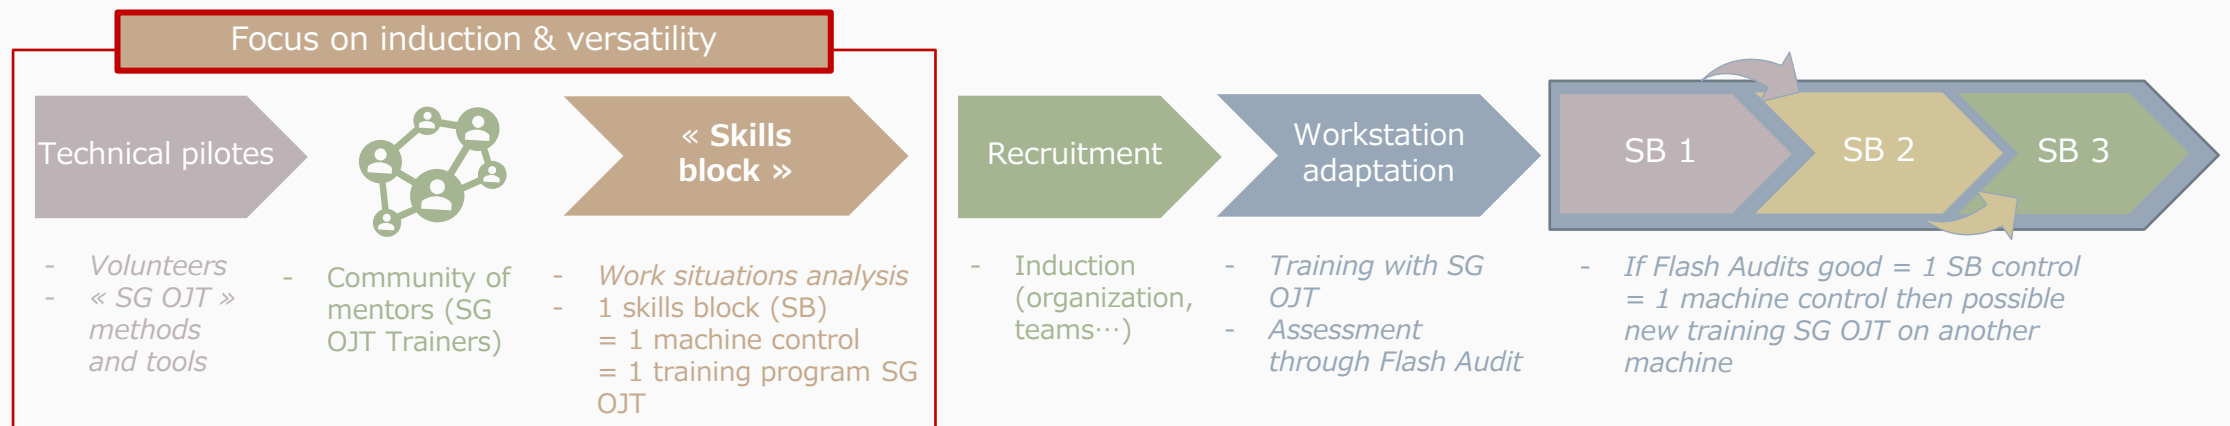 Focus on induction & versatility
Technical pilotes
« Skills
block »
Recruitment
Workstation
adaptation
SB 1
SB 2
SB 3
- Volunteers
- « SG OJT »
methods
and tools
- Community of
mentors (SG
OJT Trainers)
- Work situations analysis
- 1 skills block (SB)
= 1 machine control
= 1 training program SG
OJT
- Induction
(organization,
teams…)
- Training with SG
OJT
- Assessment
through Flash Audit
- If Flash Audits good = 1 SB control
= 1 machine control then possible
new training SG OJT on another
machine